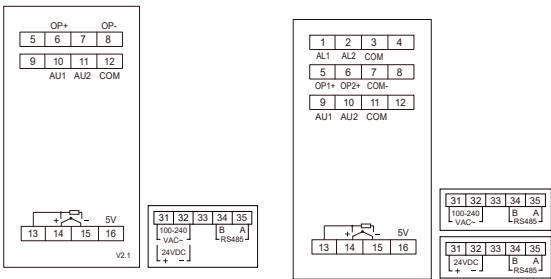 OP+ OP-
5 6 7 8
9 10 11 12
AU1 AU2 COM
+ - 5V
13 14 15 16
V2.1
31 32 33 34 35
100-240 VAC~ B A
24VDC RS485
+ -
1 2 3 4
AL1 AL2 COM
5 6 7 8
OP1+ OP2+ COM-
9 10 11 12
AU1 AU2 COM
+ - 5V
13 14 15 16
31 32 33 34 35
100-240 B A
VAC~ RS485
31 32 33 34 35
24VDC B A
+ - RS485